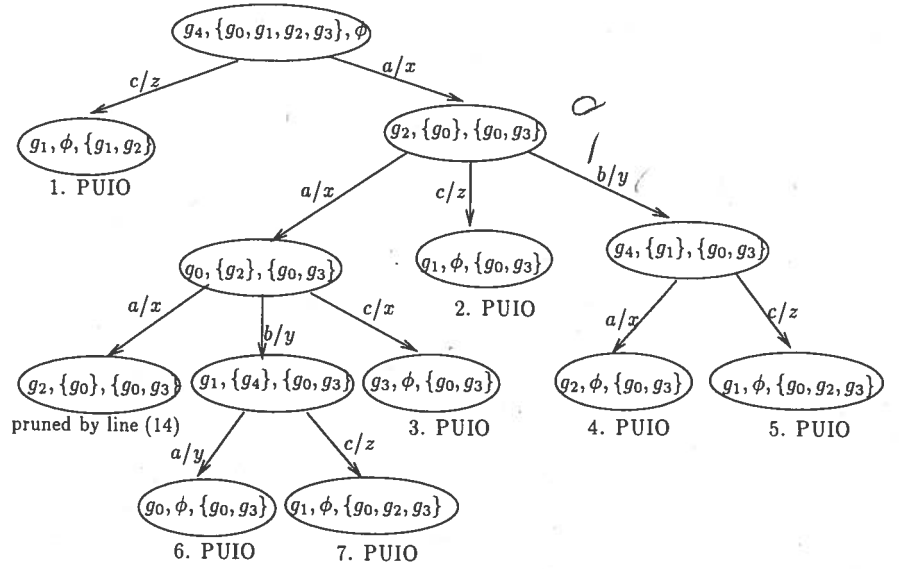 g₄, {g₀, g₁, g₂, g₃}, ϕ
c/z
a/x
g₁, ϕ, {g₁, g₂}
1. PUIO
g₂, {g₀}, {g₀, g₃}
a/x
c/z
b/y
g₀, {g₂}, {g₀, g₃}
g₁, ϕ, {g₀, g₃}
2. PUIO
g₄, {g₁}, {g₀, g₃}
a/x
b/y
c/x
a/x
c/z
g₂, {g₀}, {g₀, g₃}
pruned by line (14)
g₁, {g₄}, {g₀, g₃}
g₃, ϕ, {g₀, g₃}
3. PUIO
g₂, ϕ, {g₀, g₃}
4. PUIO
g₁, ϕ, {g₀, g₂, g₃}
5. PUIO
a/y
c/z
g₀, ϕ, {g₀, g₃}
6. PUIO
g₁, ϕ, {g₀, g₂, g₃}
7. PUIO